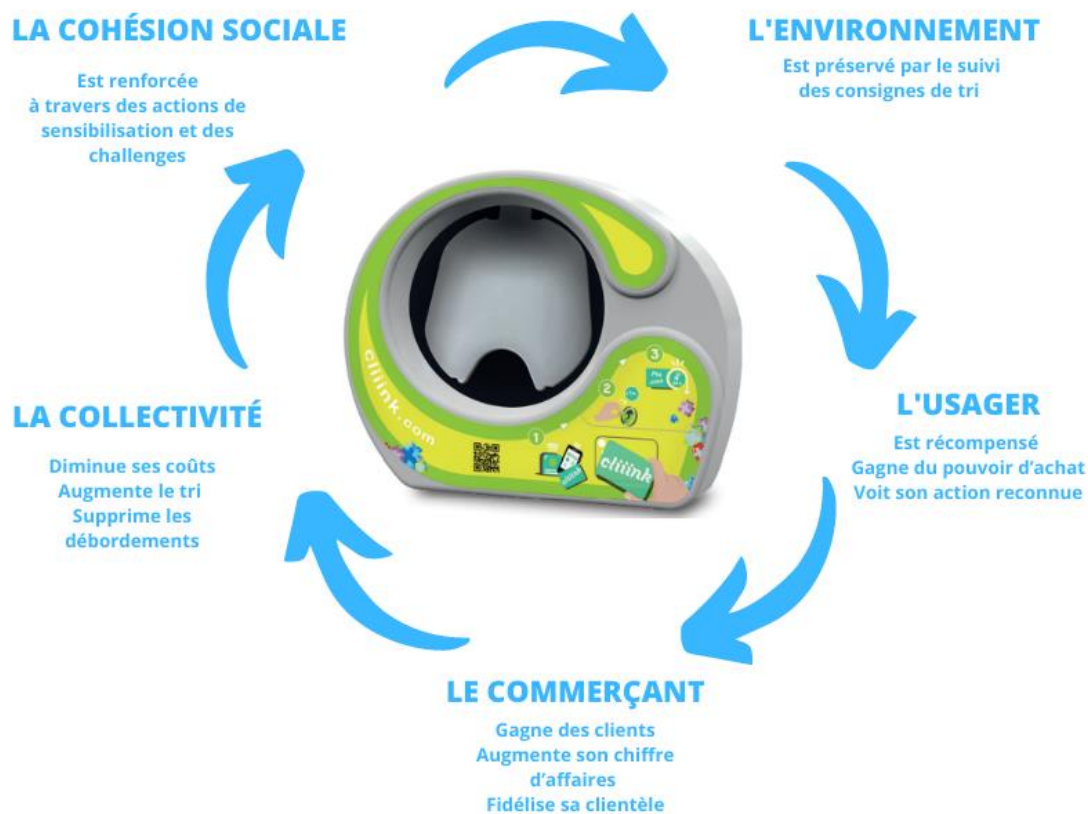 LA COHÉSION SOCIALE
Est renforcée
à travers des actions de
sensibilisation et des
challenges
L'ENVIRONNEMENT
Est préservé par le suivi
des consignes de tri
cliiink.com
1
2
3
cliiink
LA COLLECTIVITÉ
Diminue ses coûts
Augmente le tri
Supprime les
débordements
L'USAGER
Est récompensé
Gagne du pouvoir d'achat
Voit son action reconnue
LE COMMERÇANT
Gagne des clients
Augmente son chiffre
d'affaires
Fidélise sa clientèle